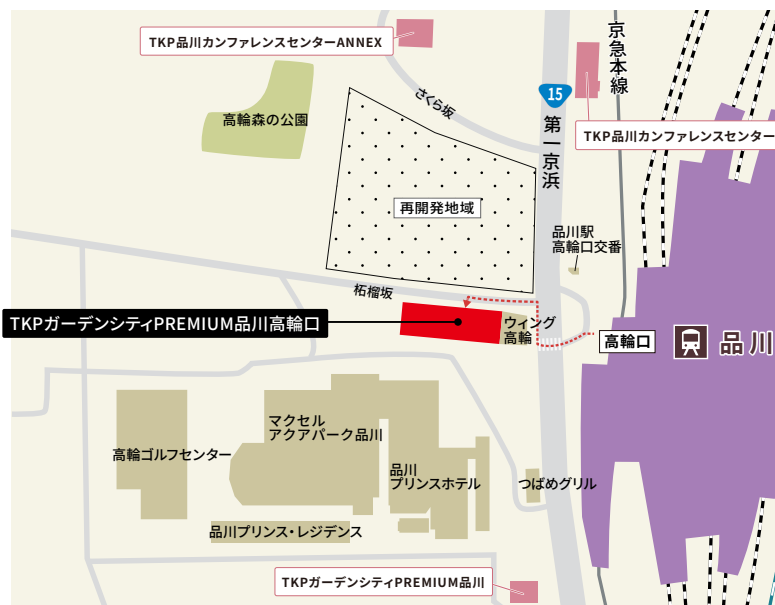 TKP品川カンファレンスセンターANNEX
京急本線
15
第一京浜
さくら坂
高輪森の公園
TKP品川カンファレンスセンター
再開発地域
品川駅
高輪口交番
柘榴坂
TKPガーデンシティPREMIUM品川高輪口
ウィング
高輪
高輪口
品川
マクセル
アクアパーク品川
高輪ゴルフセンター
品川
プリンスホテル
つばめグリル
品川プリンス・レジデンス
TKPガーデンシティPREMIUM品川